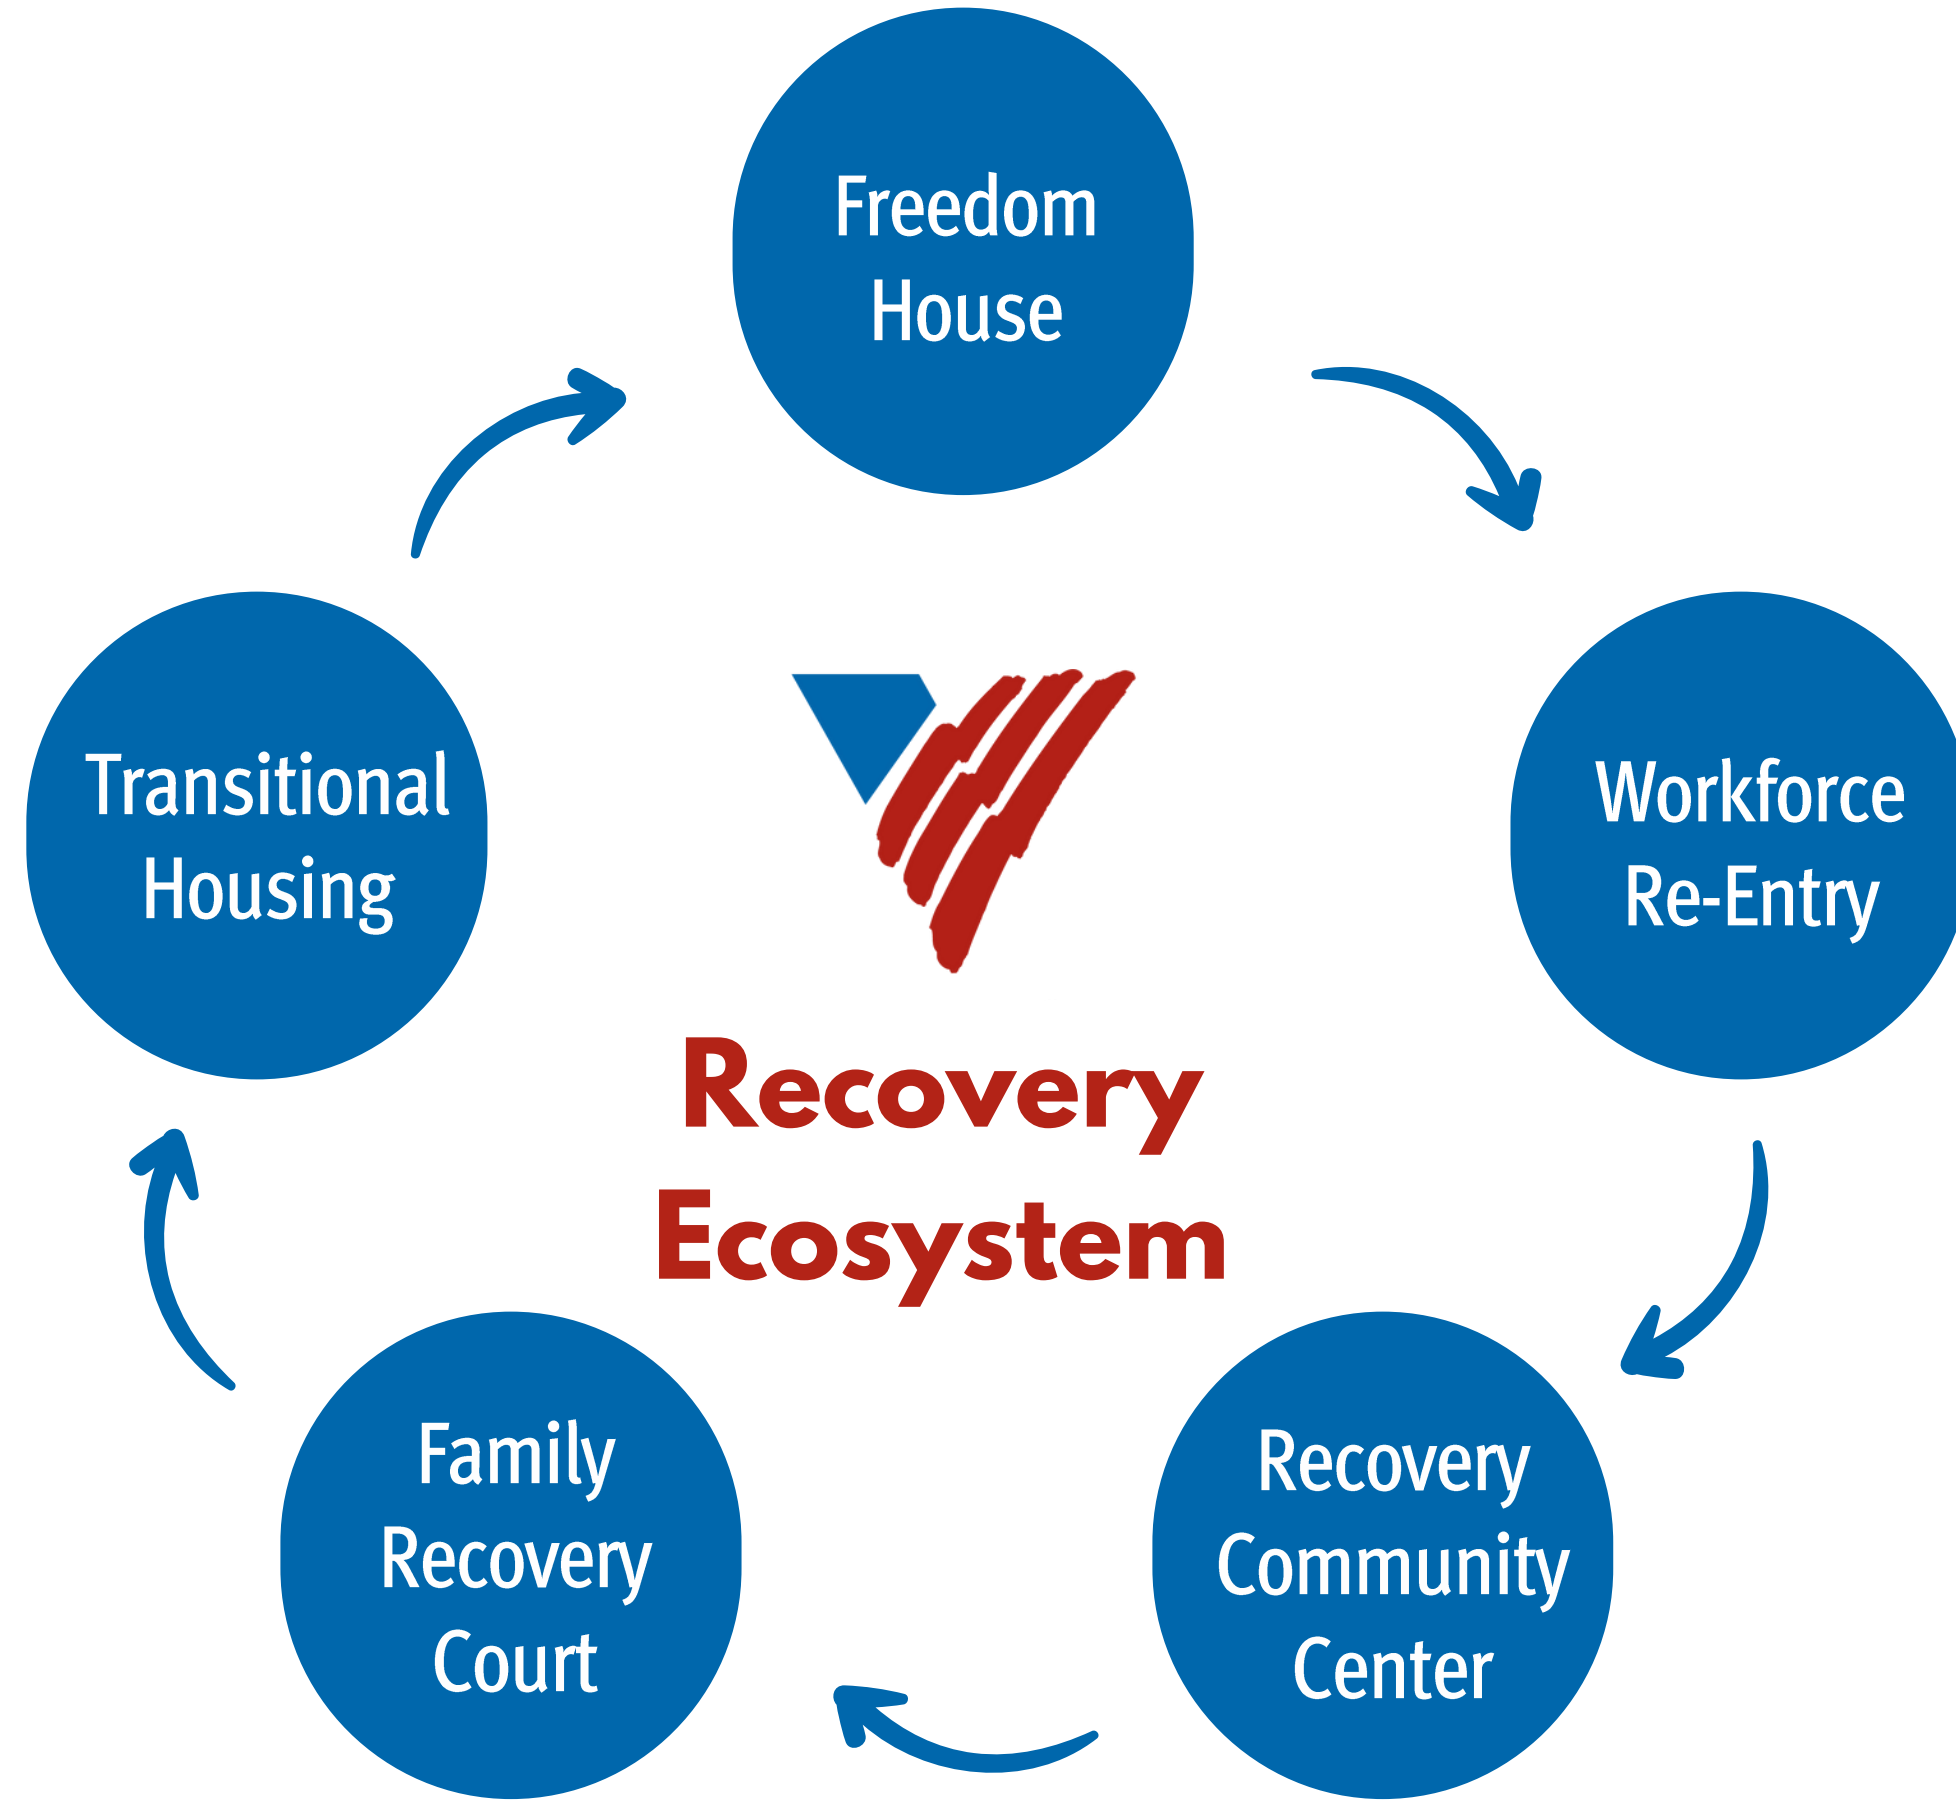 Freedom
House
Transitional
Housing
Workforce
Re-Entry
Recovery
Ecosystem
Family
Recovery
Court
Recovery
Community
Center